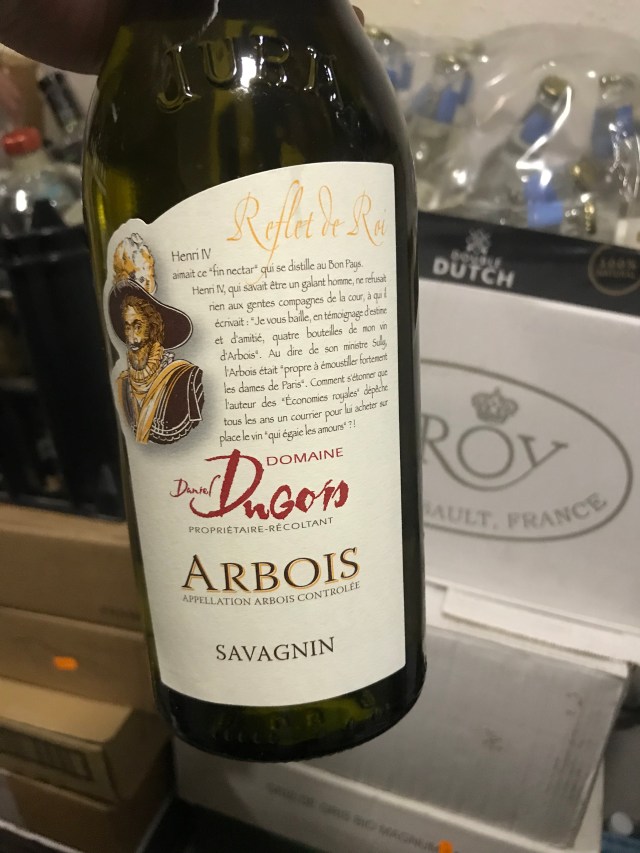 JURA
Reflet de Roi
Henri IV
aimait ce "fin nectar" qui se distille au Bon Pays.
Henri IV, qui savait être un galant homme, ne refusait
rien aux gentes compagnes de la cour, à qui il
écrivait : "Je vous baille, en témoignage d'estime
et d'amitié, quatre bouteilles de mon vin
d'Arbois". Au dire de son ministre Sully,
l'Arbois était "propre à émoustiller fortement
les dames de Paris". Comment s'étonner que
l'auteur des "Économies royales" dépêche
tous les ans un courrier pour lui acheter sur
place le vin "qui égaie les amours" ?!
DOMAINE
Daniel Dugois
PROPRIÉTAIRE-RÉCOLTANT
ARBOIS
APPELLATION ARBOIS CONTROLÉE
SAVAGNIN
DOUBLE
DUTCH
100%
ROY
SAULT, FRANCE
MAGNUM